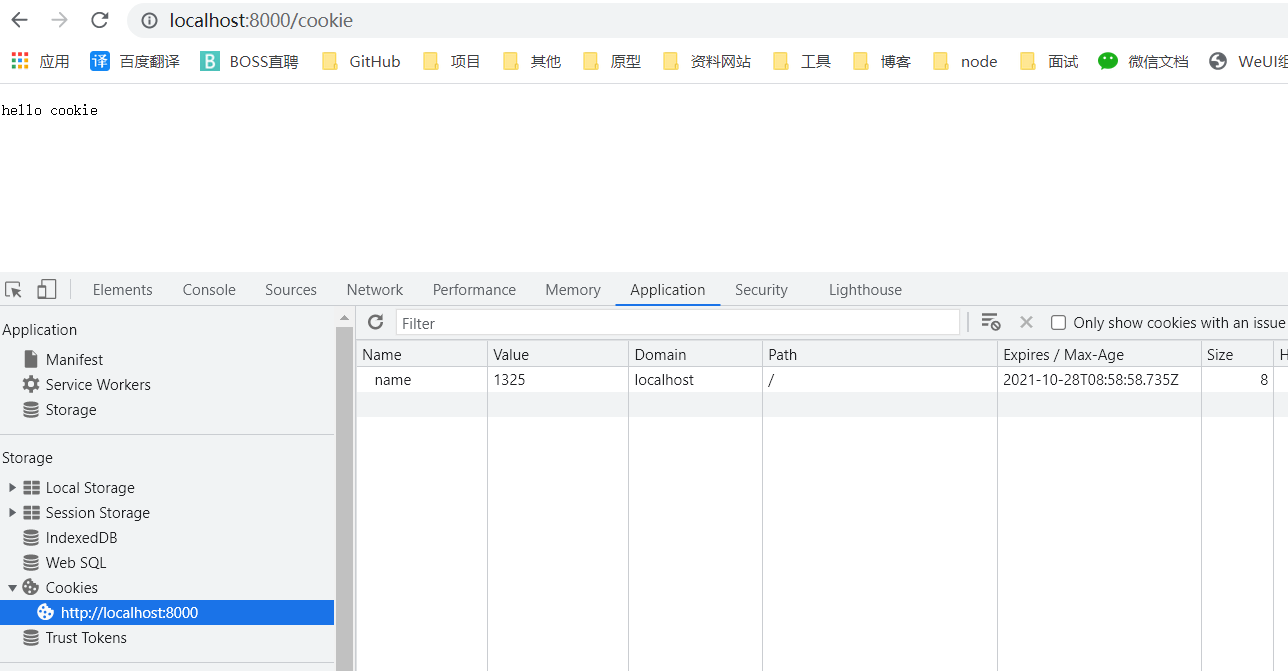 localhost:8000/cookie
应用 译 百度翻译 B BOSS直聘 GitHub 项目 其他 原型 资料网站 工具 博客 node 面试 微信文档 WeUI组
hello cookie
Elements Console Sources Network Performance Memory Application Security Lighthouse
Application
Manifest
Service Workers
Storage
Storage
Local Storage
Session Storage
IndexedDB
Web SQL
Cookies
http://localhost:8000
Trust Tokens
Filter Only show cookies with an issue
Name Value Domain Path Expires / Max-Age Size H
name 1325 localhost / 2021-10-28T08:58:58.735Z 8